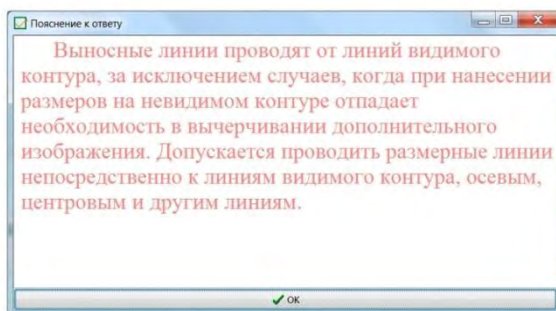 Пояснение к ответу
Выносные линии проводят от линий видимого
контура, за исключением случаев, когда при нанесении
размеров на невидимом контуре отпадает
необходимость в вычерчивании дополнительного
изображения. Допускается проводить размерные линии
непосредственно к линиям видимого контура, осевым,
центровым и другим линиям.
OK